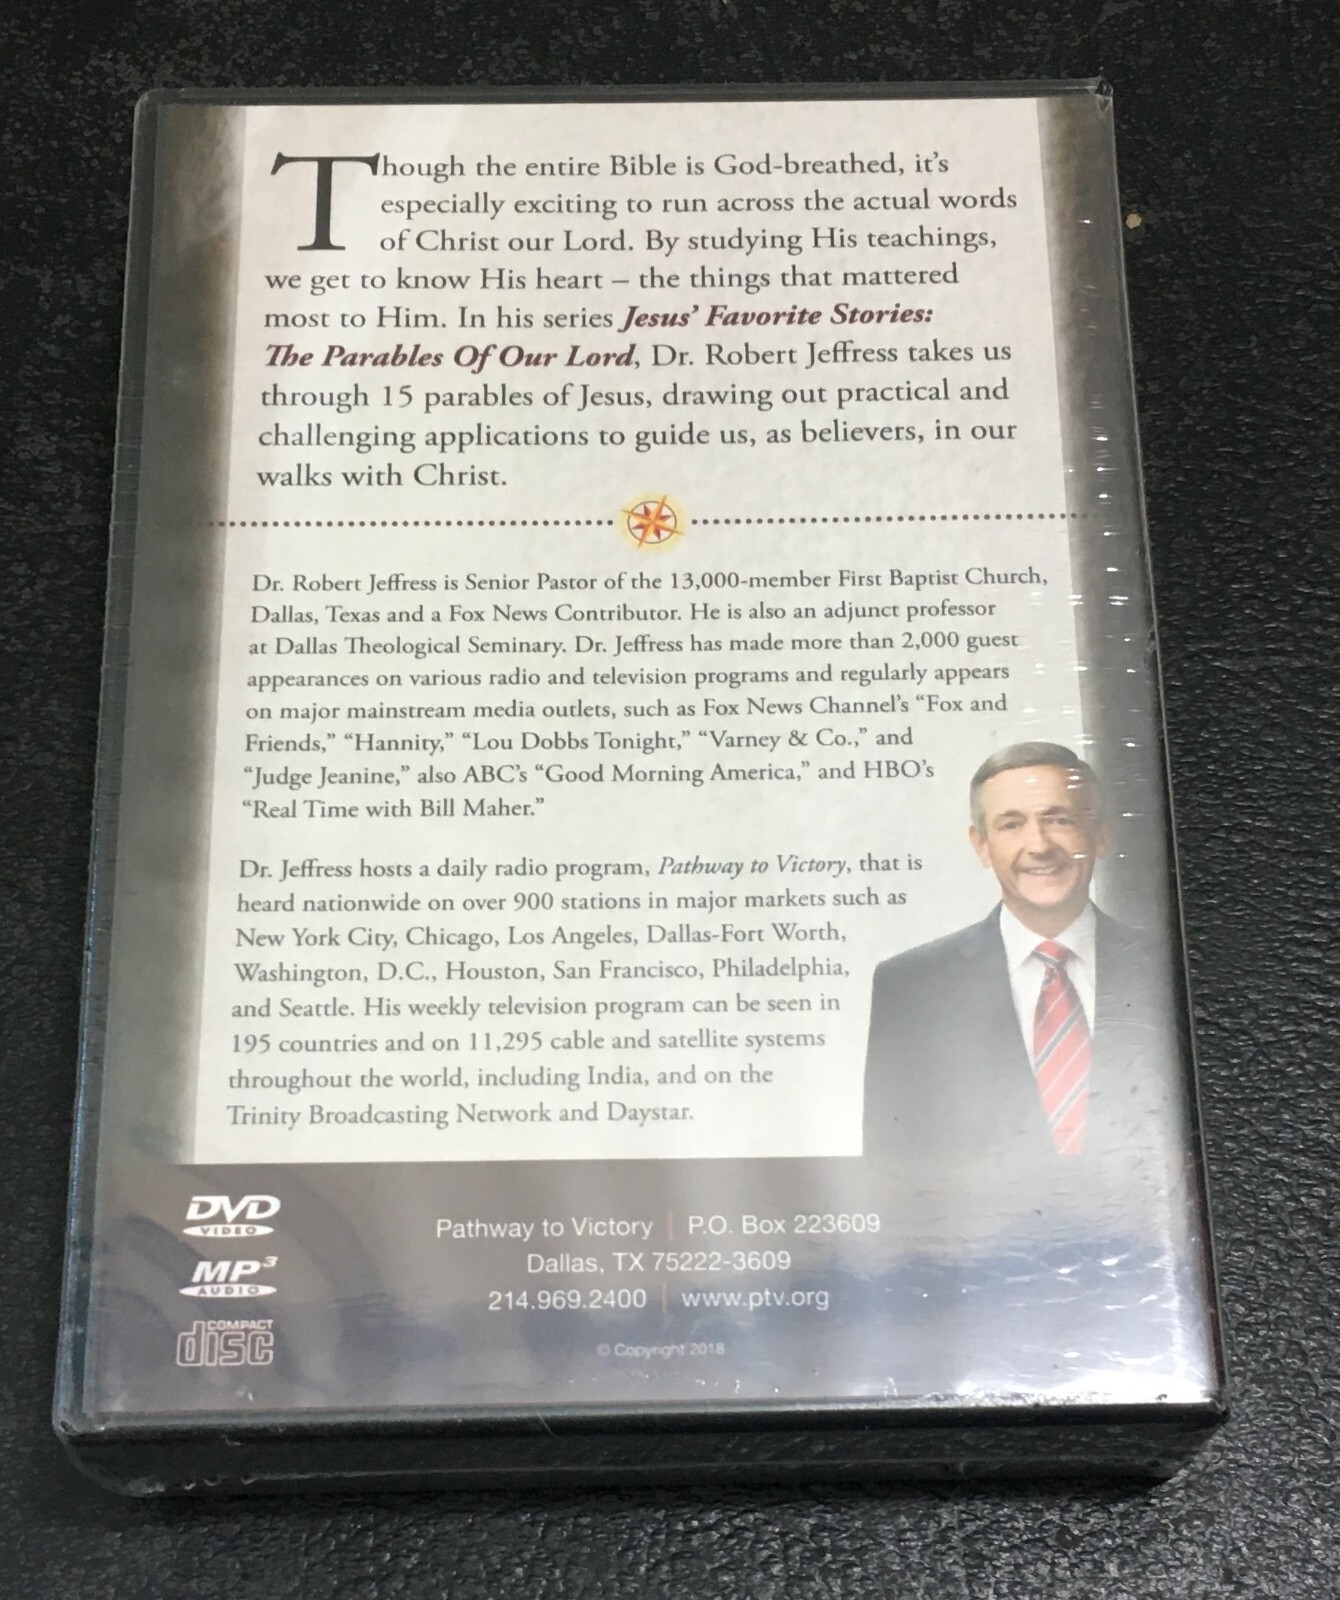 Though the entire Bible is God-breathed, it's
especially exciting to run across the actual words
of Christ our Lord. By studying His teachings,
we get to know His heart – the things that mattered
most to Him. In his series Jesus' Favorite Stories:
The Parables Of Our Lord, Dr. Robert Jeffress takes us
through 15 parables of Jesus, drawing out practical and
challenging applications to guide us, as believers, in our
walks with Christ.
Dr. Robert Jeffress is Senior Pastor of the 13,000-member First Baptist Church,
Dallas, Texas and a Fox News Contributor. He is also an adjunct professor
at Dallas Theological Seminary. Dr. Jeffress has made more than 2,000 guest
appearances on various radio and television programs and regularly appears
on major mainstream media outlets, such as Fox News Channel's “Fox and
Friends,” “Hannity,” “Lou Dobbs Tonight,” “Varney & Co.,” and
“Judge Jeanine,” also ABC's “Good Morning America,” and HBO's
“Real Time with Bill Maher.”
Dr. Jeffress hosts a daily radio program, Pathway to Victory, that is
heard nationwide on over 900 stations in major markets such as
New York City, Chicago, Los Angeles, Dallas-Fort Worth,
Washington, D.C., Houston, San Francisco, Philadelphia,
and Seattle. His weekly television program can be seen in
195 countries and on 11,295 cable and satellite systems
throughout the world, including India, and on the
Trinity Broadcasting Network and Daystar.
DVD
VIDEO
MP3
AUDIO
COMPACT
disc
Pathway to Victory | P.O. Box 223609
Dallas, TX 75222-3609
214.969.2400 | www.ptv.org
© Copyright 2018